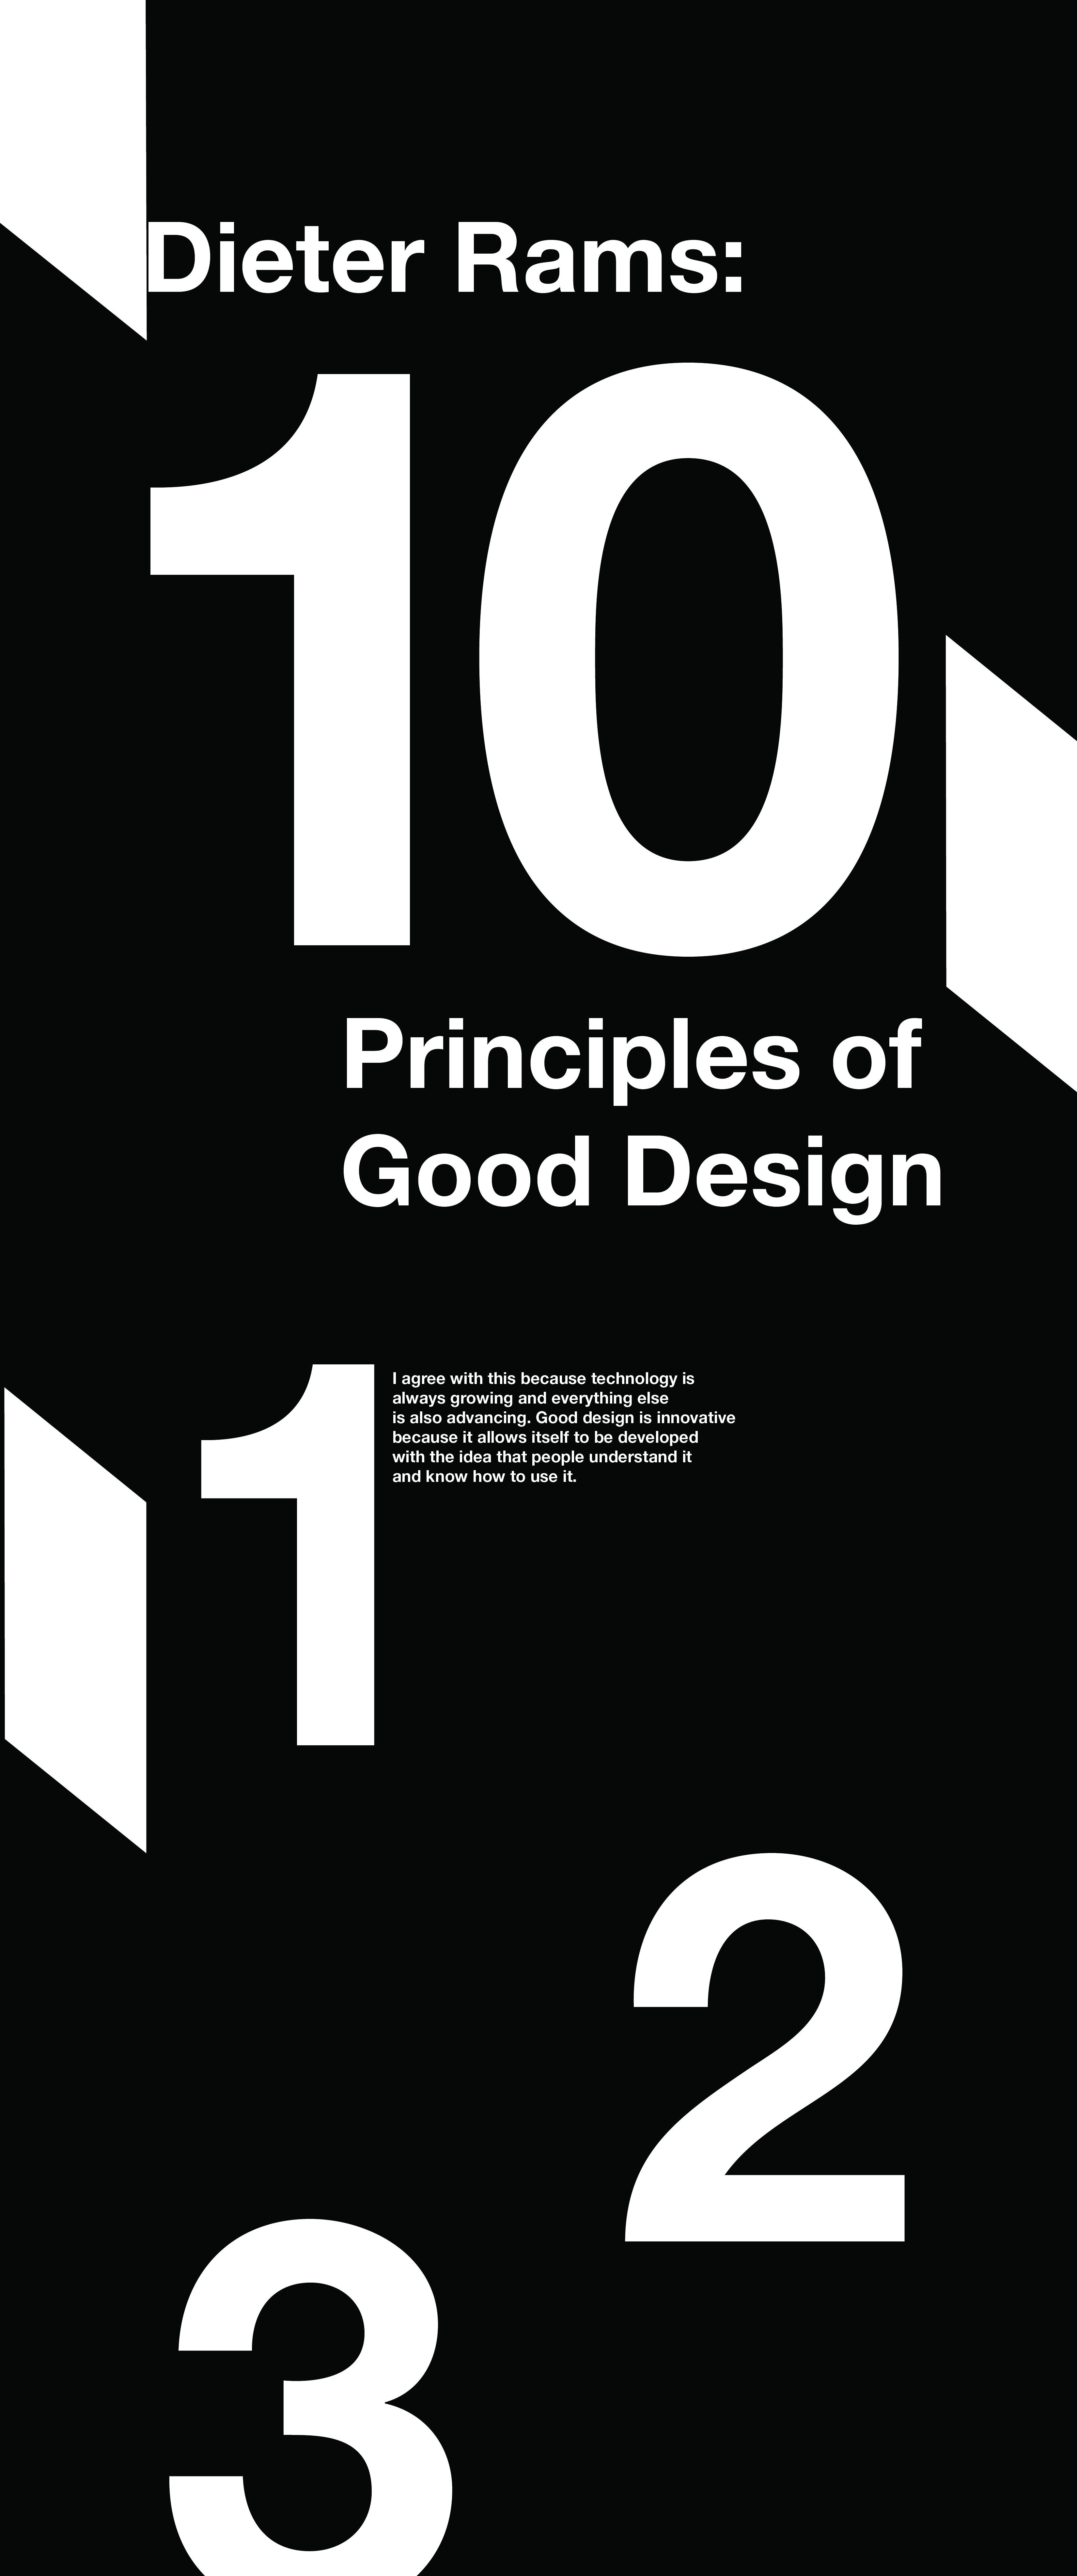 Dieter Rams:
10
Principles of
Good Design
1
I agree with this because technology is
always growing and everything else
is also advancing. Good design is innovative
because it allows itself to be developed
with the idea that people understand it
and know how to use it.
2
3